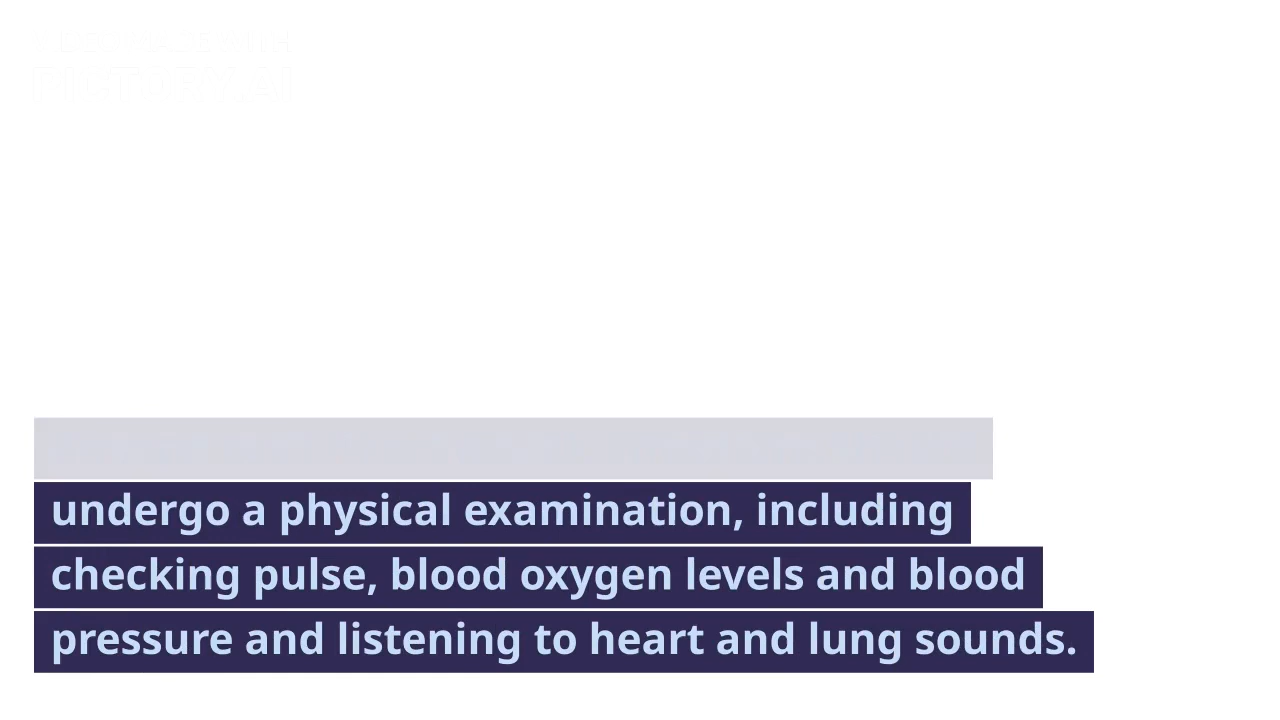 undergo a physical examination, including
checking pulse, blood oxygen levels and blood
pressure and listening to heart and lung sounds.